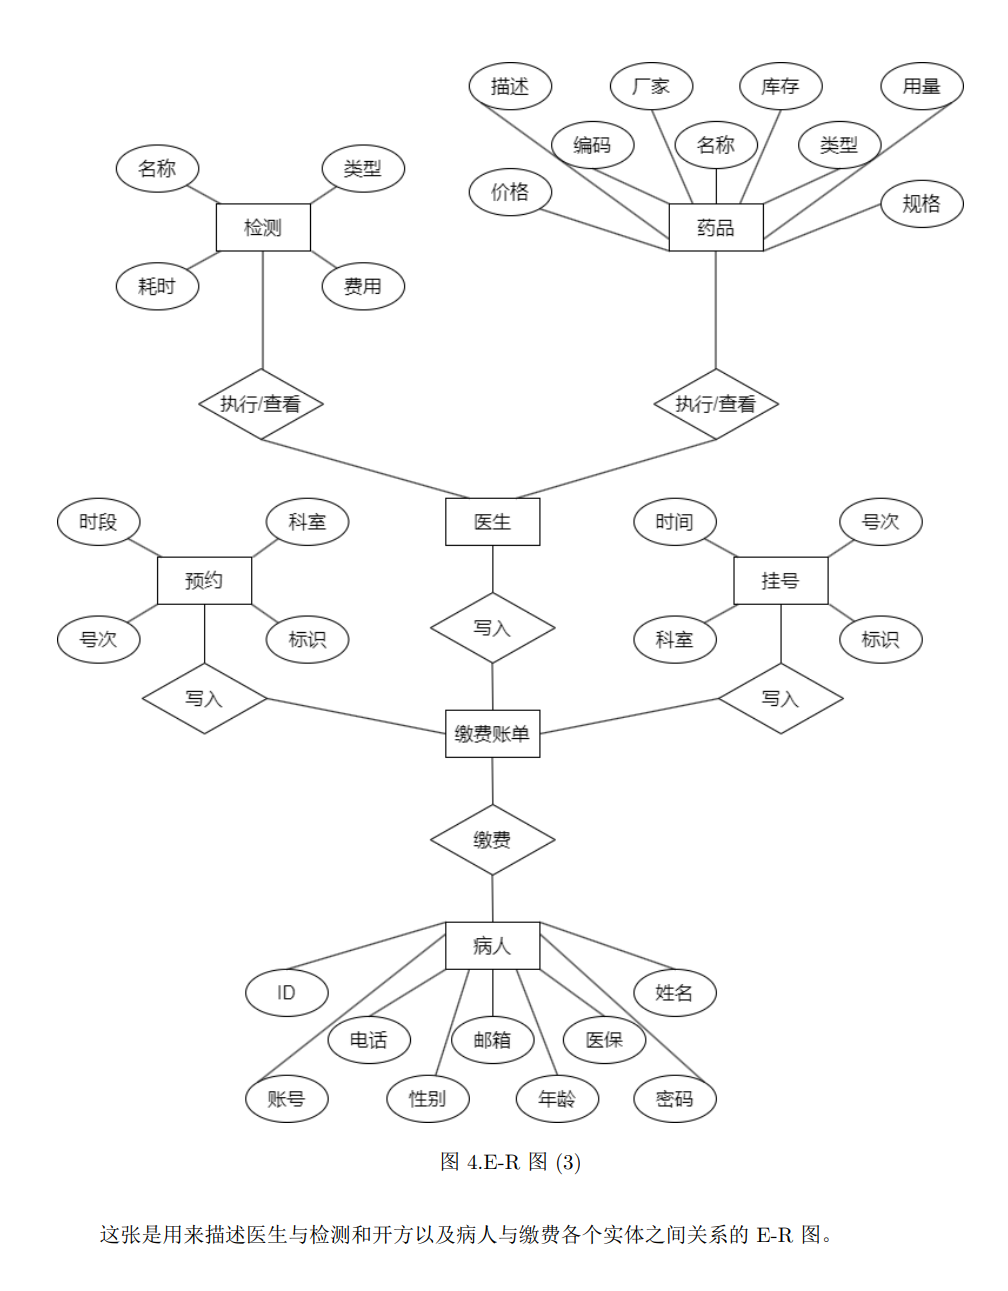 描述
厂家
库存
用量
编码
名称
类型
名称
类型
价格
规格
检测
药品
耗时
费用
执行/查看
执行/查看
时段
科室
医生
时间
号次
预约
挂号
号次
标识
写入
科室
标识
写入
写入
缴费账单
缴费
病人
ID
姓名
电话
邮箱
医保
账号
性别
年龄
密码
图 4.E-R 图 (3)
这张是用来描述医生与检测和开方以及病人与缴费各个实体之间关系的 E-R 图。